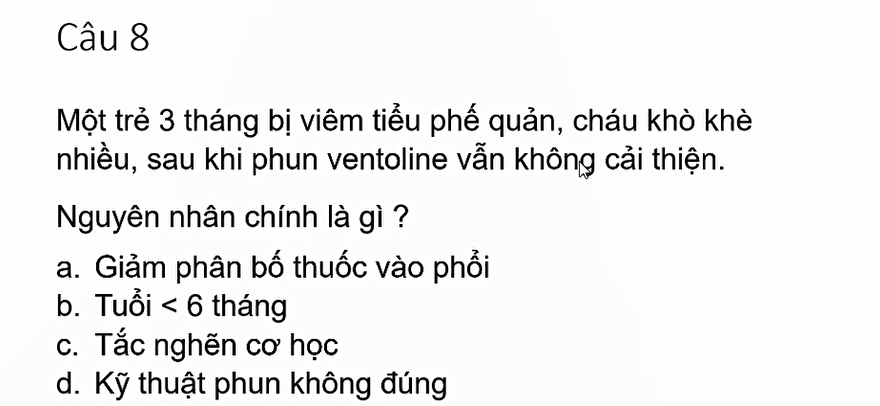 Câu 8
Một trẻ 3 tháng bị viêm tiểu phế quản, cháu khò khè
nhiều, sau khi phun ventoline vẫn không cải thiện.
Nguyên nhân chính là gì ?
a. Giảm phân bố thuốc vào phổi
b. Tuổi < 6 tháng
c. Tắc nghẽn cơ học
d. Kỹ thuật phun không đúng